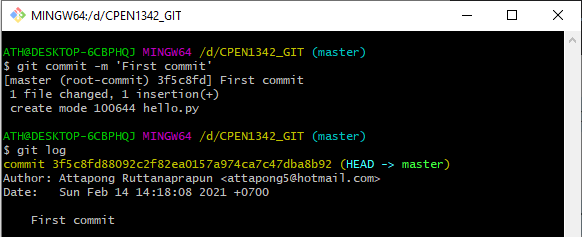 MINGW64:/d/CPEN1342_GIT
ATH@DESKTOP-6CBPHQJ MINGW64 /d/CPEN1342_GIT (master)
$ git commit -m 'First commit'
[master (root-commit) 3f5c8fd] First commit
 1 file changed, 1 insertion(+)
 create mode 100644 hello.py
ATH@DESKTOP-6CBPHQJ MINGW64 /d/CPEN1342_GIT (master)
$ git log
commit 3f5c8fd88092c2f82ea0157a974ca7c47dba8b92 (HEAD -> master)
Author: Attapong Ruttanaprapun <attapong5@hotmail.com>
Date:   Sun Feb 14 14:18:08 2021 +0700
    First commit